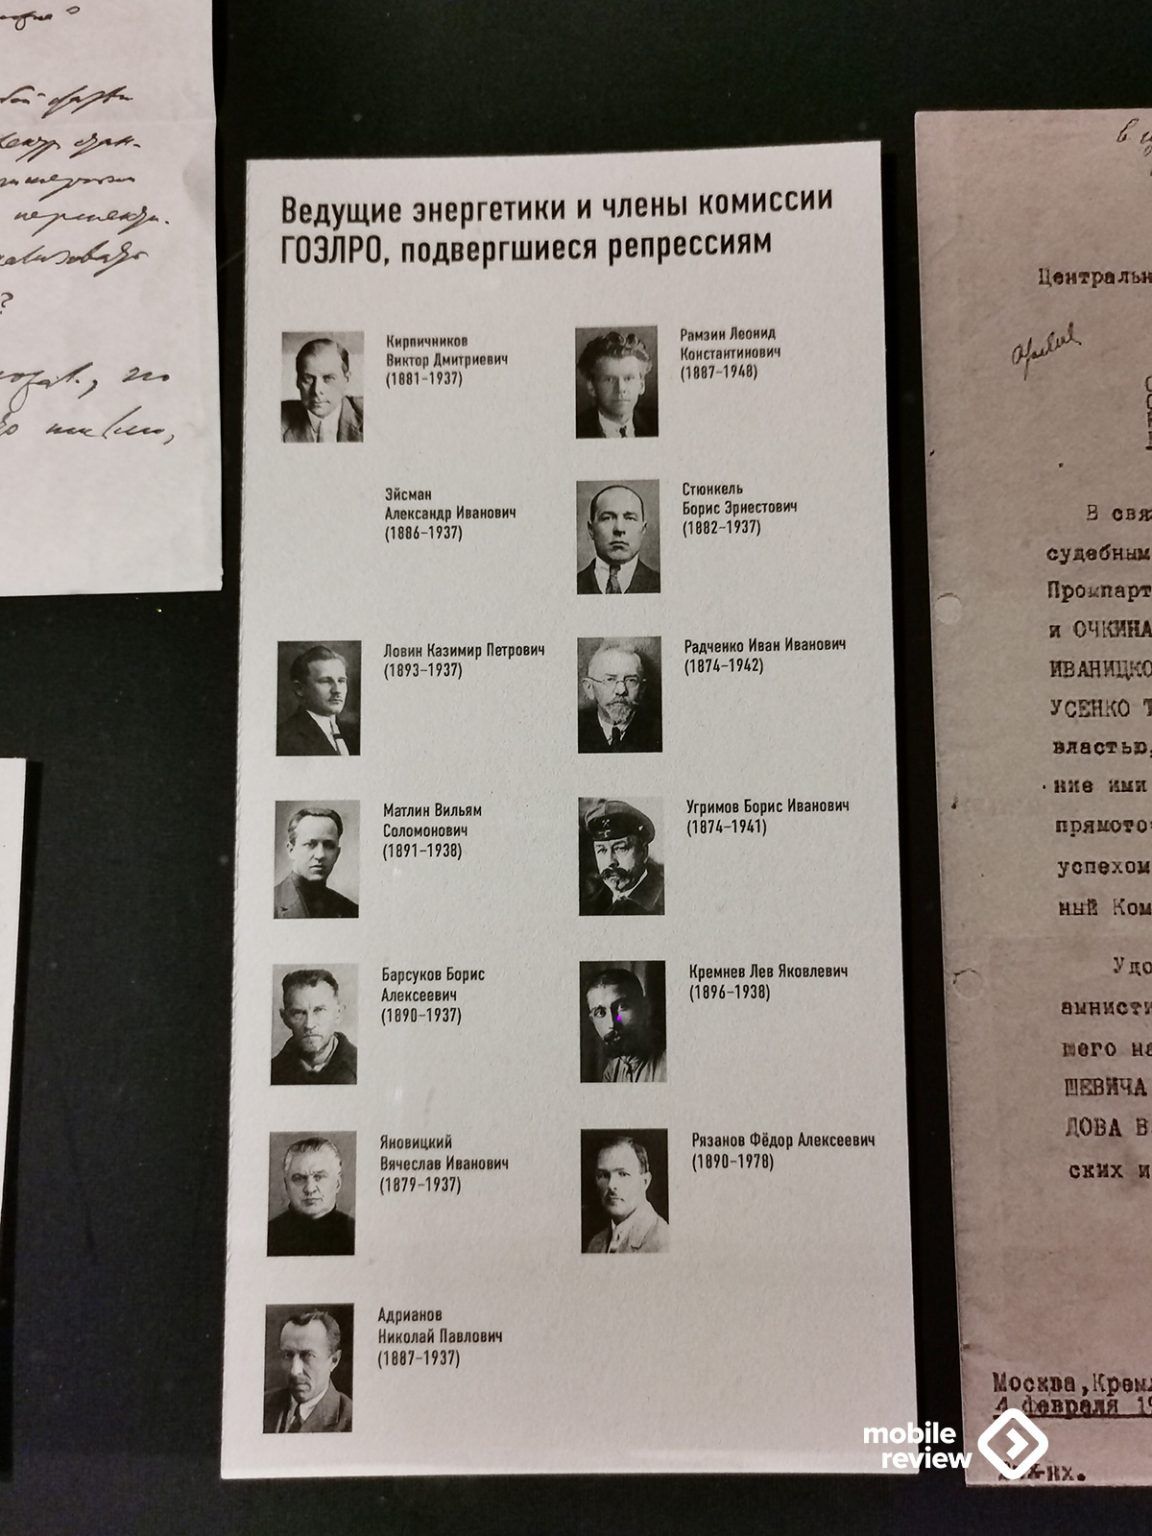 Ведущие энергетики и члены комиссии
ГОЭЛРО, подвергшиеся репрессиям
Кирпичников
Виктор Дмитриевич
(1881–1937)
Рамзин Леонид
Константинович
(1887–1948)
Эйсман
Александр Иванович
(1886–1937)
Стюнкель
Борис Эрнестович
(1882–1937)
Ловин Казимир Петрович
(1893–1937)
Радченко Иван Иванович
(1874–1942)
Матлин Вильям
Соломонович
(1891–1938)
Угримов Борис Иванович
(1874–1941)
Барсуков Борис
Алексеевич
(1890–1937)
Кремнев Лев Яковлевич
(1896–1938)
Яновицкий
Вячеслав Иванович
(1879–1937)
Рязанов Фёдор Алексеевич
(1890–1978)
Адрианов
Николай Павлович
(1887–1937)
Центральн
В свя
судебным
Промпарт
и ОЧКИНА
ИВАНИЦКО
УСЕНКО Т
властью,
ние ими
прямото
успехом
ный Ком
Удо
амнисти
шего на
ШЕВИЧА
ДОВА В
ских и
Москва, Кремл
4 февраля 19
mobile
review